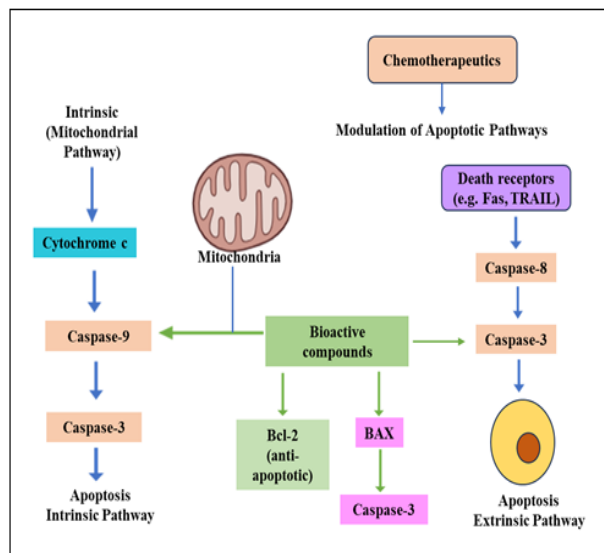 Chemotherapeutics
Modulation of Apoptotic Pathways
Intrinsic
(Mitochondrial
Pathway)
Cytochrome c
Caspase-9
Caspase-3
Apoptosis
Intrinsic Pathway
Mitochondria
Bioactive
compounds
Bcl-2
(anti-
apoptotic)
BAX
Caspase-3
Death receptors
(e.g. Fas, TRAIL)
Caspase-8
Caspase-3
Apoptosis
Extrinsic Pathway